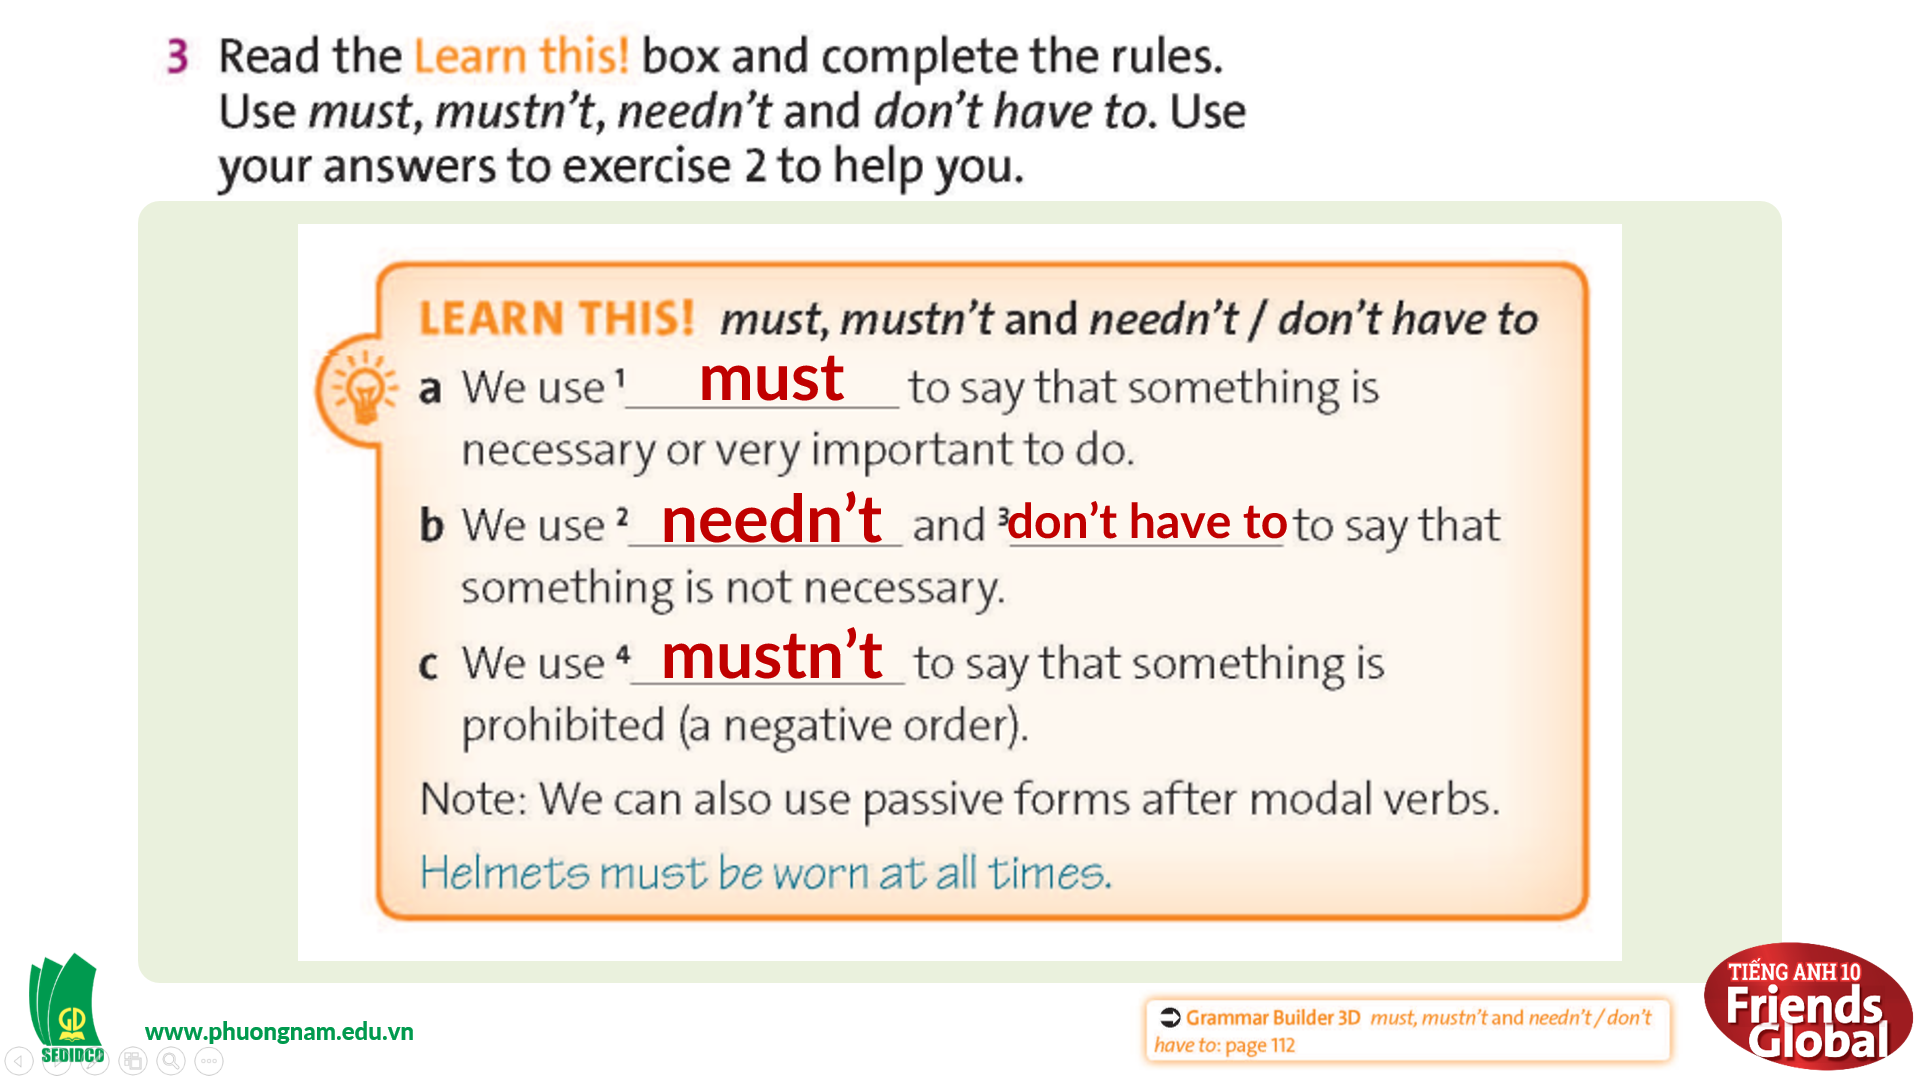 3 Read the Learn this! box and complete the rules.
Use must, mustn’t, needn’t and don’t have to. Use
your answers to exercise 2 to help you.
LEARN THIS! must, mustn’t and needn’t / don’t have to
a We use ¹ must to say that something is
necessary or very important to do.
b We use ² needn’t and ³ don’t have to to say that
something is not necessary.
c We use ⁴ mustn’t to say that something is
prohibited (a negative order).
Note: We can also use passive forms after modal verbs.
Helmets must be worn at all times.
GD
SEDIDCO
www.phuongnam.edu.vn
Grammar Builder 3D must, mustn’t and needn’t / don’t
have to: page 112
TIẾNG ANH 10
Friends
Global